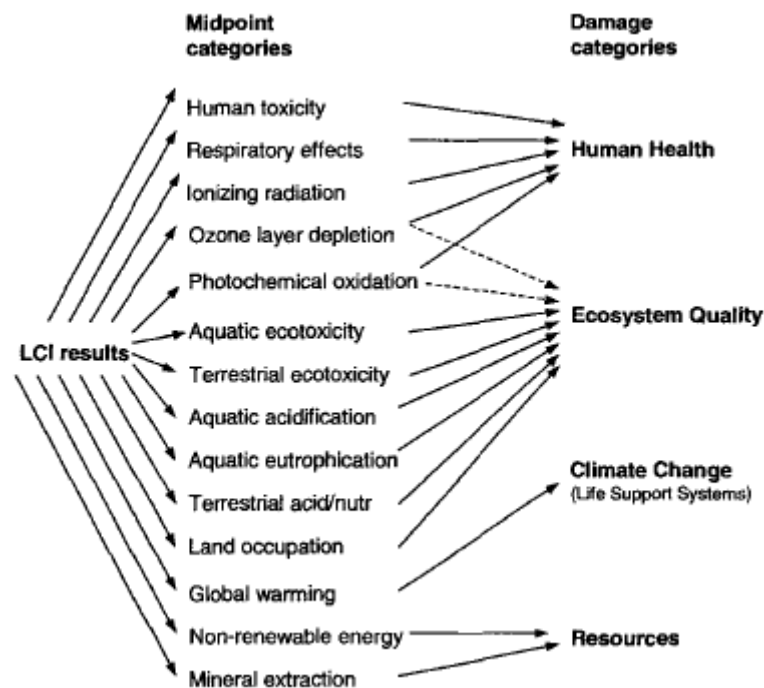 Midpoint
categories
Damage
categories
Human toxicity
Respiratory effects
Ionizing radiation
Ozone layer depletion
Photochemical oxidation
Aquatic ecotoxicity
Terrestrial ecotoxicity
Aquatic acidification
Aquatic eutrophication
Terrestrial acid/nutr
Land occupation
Global warming
Non-renewable energy
Mineral extraction
LCI results
Human Health
Ecosystem Quality
Climate Change
(Life Support Systems)
Resources